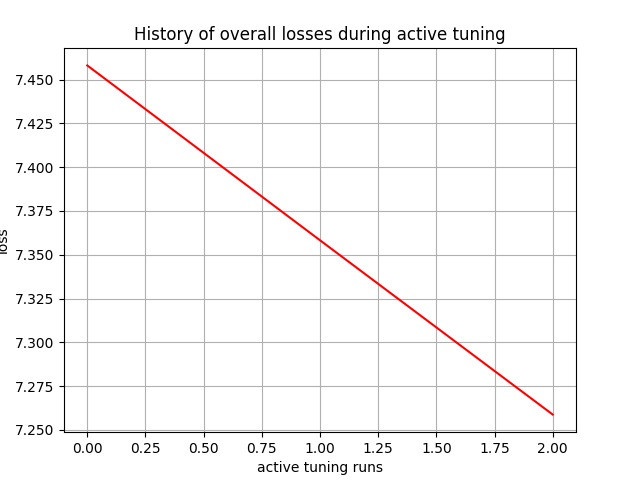 History of overall losses during active tuning
7.450
7.425
7.400
7.375
7.350
7.325
7.300
7.275
7.250
loss
0.00 0.25 0.50 0.75 1.00 1.25 1.50 1.75 2.00
active tuning runs